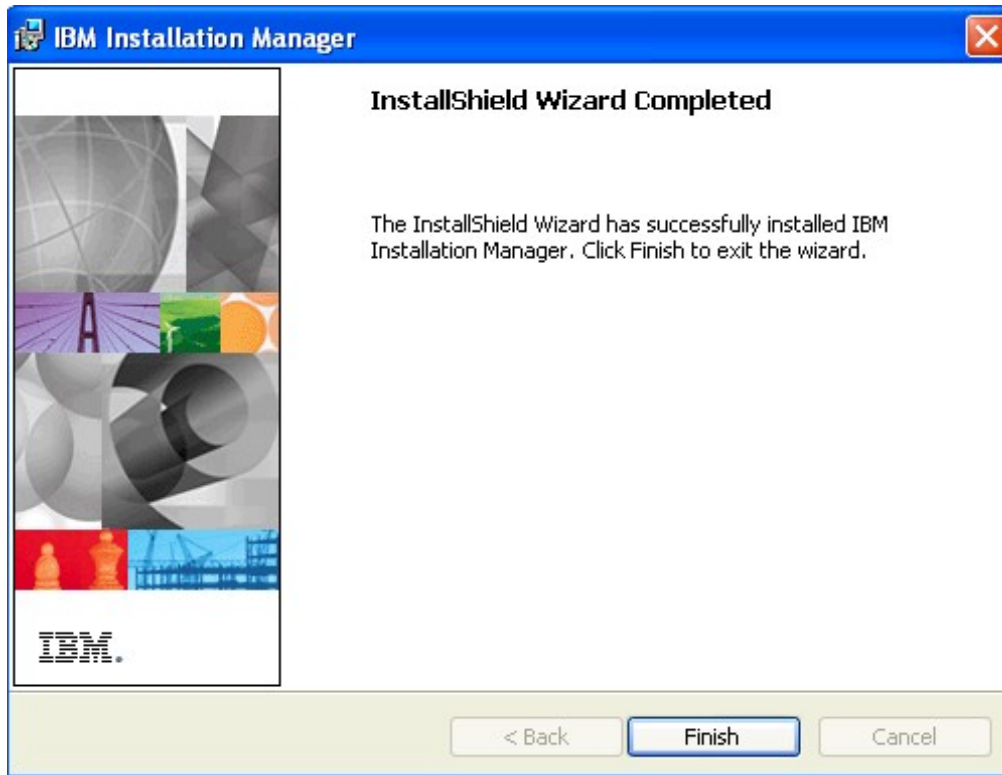 IBM Installation Manager
InstallShield Wizard Completed
The InstallShield Wizard has successfully installed IBM
Installation Manager. Click Finish to exit the wizard.
IBM.
< Back
Finish
Cancel